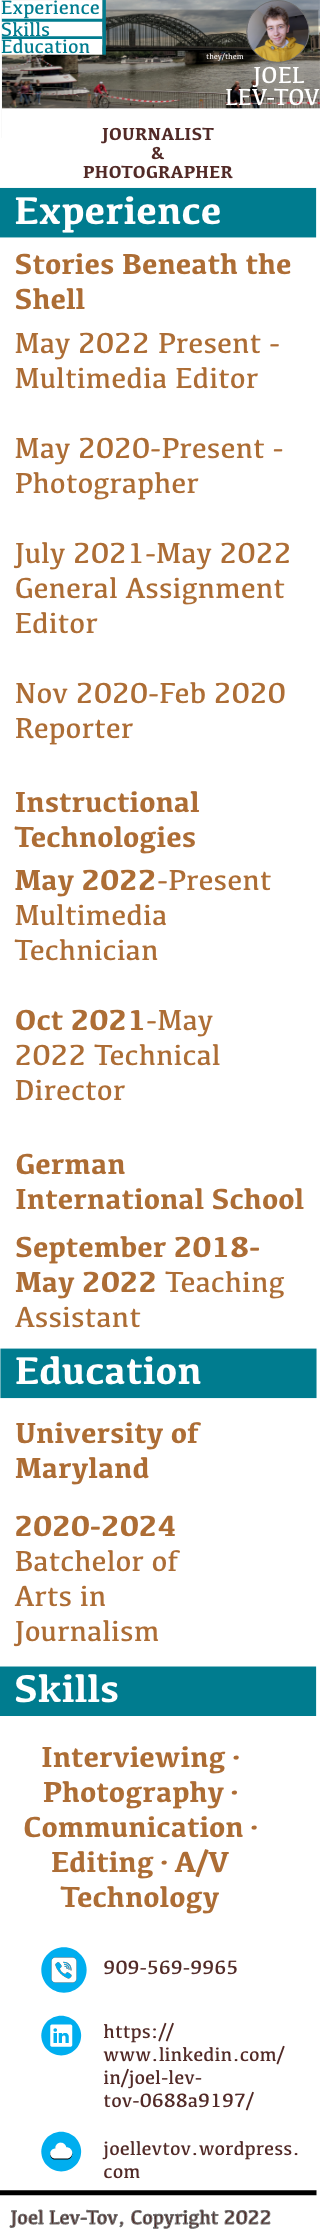 Experience
Skills
Education
they/them
JOEL
LEV-TOV
JOURNALIST
&
PHOTOGRAPHER
Experience
Stories Beneath the
Shell
May 2022 Present -
Multimedia Editor
May 2020-Present -
Photographer
July 2021-May 2022
General Assignment
Editor
Nov 2020-Feb 2020
Reporter
Instructional
Technologies
May 2022-Present
Multimedia
Technician
Oct 2021-May
2022 Technical
Director
German
International School
September 2018-
May 2022 Teaching
Assistant
Education
University of
Maryland
2020-2024
Batchelor of
Arts in
Journalism
Skills
Interviewing ·
Photography ·
Communication ·
Editing · A/V
Technology
909-569-9965
in
https://
www.linkedin.com/
in/joel-lev-
tov-0688a9197/
joellevtov.wordpress.
com
Joel Lev-Tov, Copyright 2022